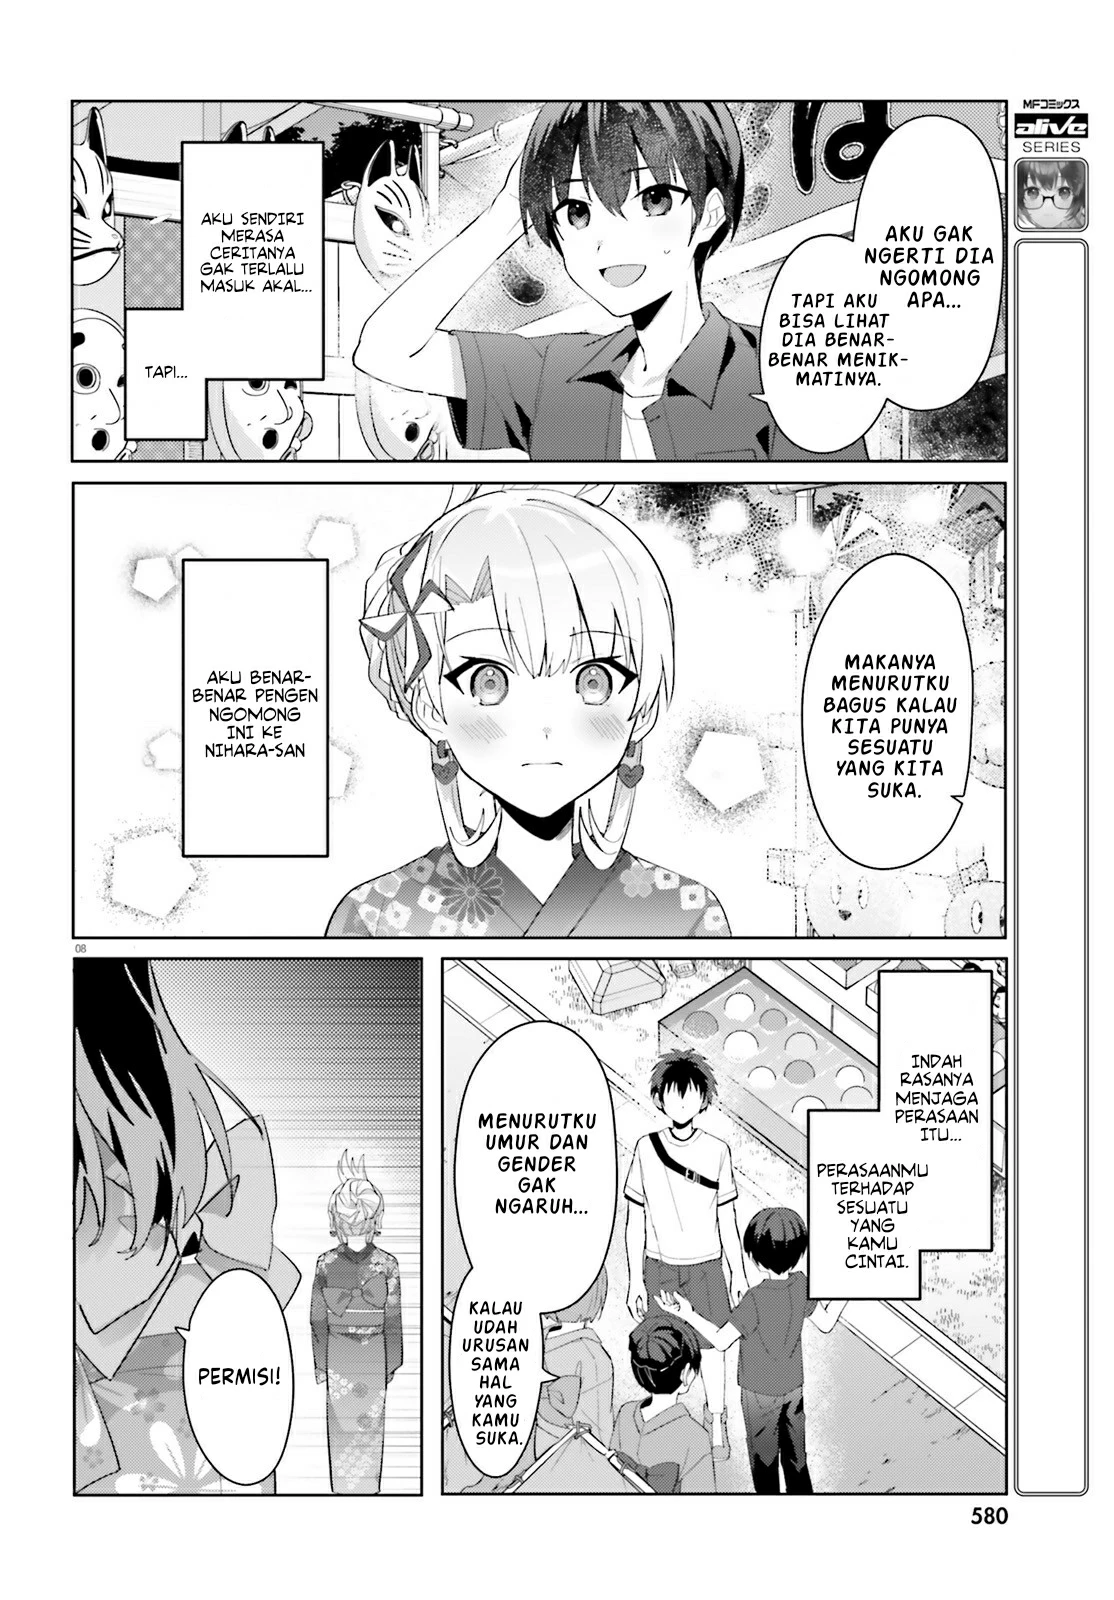 MFコミックス
alive
SERIES
AKU GAK
NGERTI DIA
NGOMONG
APA...
TAPI AKU
BISA LIHAT
DIA BENAR-
BENAR MENIK-
MATINYA.
AKU SENDIRI
MERASA
CERITANYA
GAK TERLALU
MASUK AKAL...
TAPI...
MAKANYA
MENURUTKU
BAGUS KALAU
KITA PUNYA
SESUATU
YANG KITA
SUKA.
AKU BENAR-
BENAR PENGEN
NGOMONG
INI KE
NIHARA-SAN
08
INDAH
RASANYA
MENJAGA
PERASAAN
ITU...
PERASAANMU
TERHADAP
SESUATU
YANG
KAMU
CINTAI.
MENURUTKU
UMUR DAN
GENDER
GAK
NGARUH...
KALAU
UDAH
URUSAN
SAMA
HAL YANG
KAMU
SUKA.
PERMISI!
580